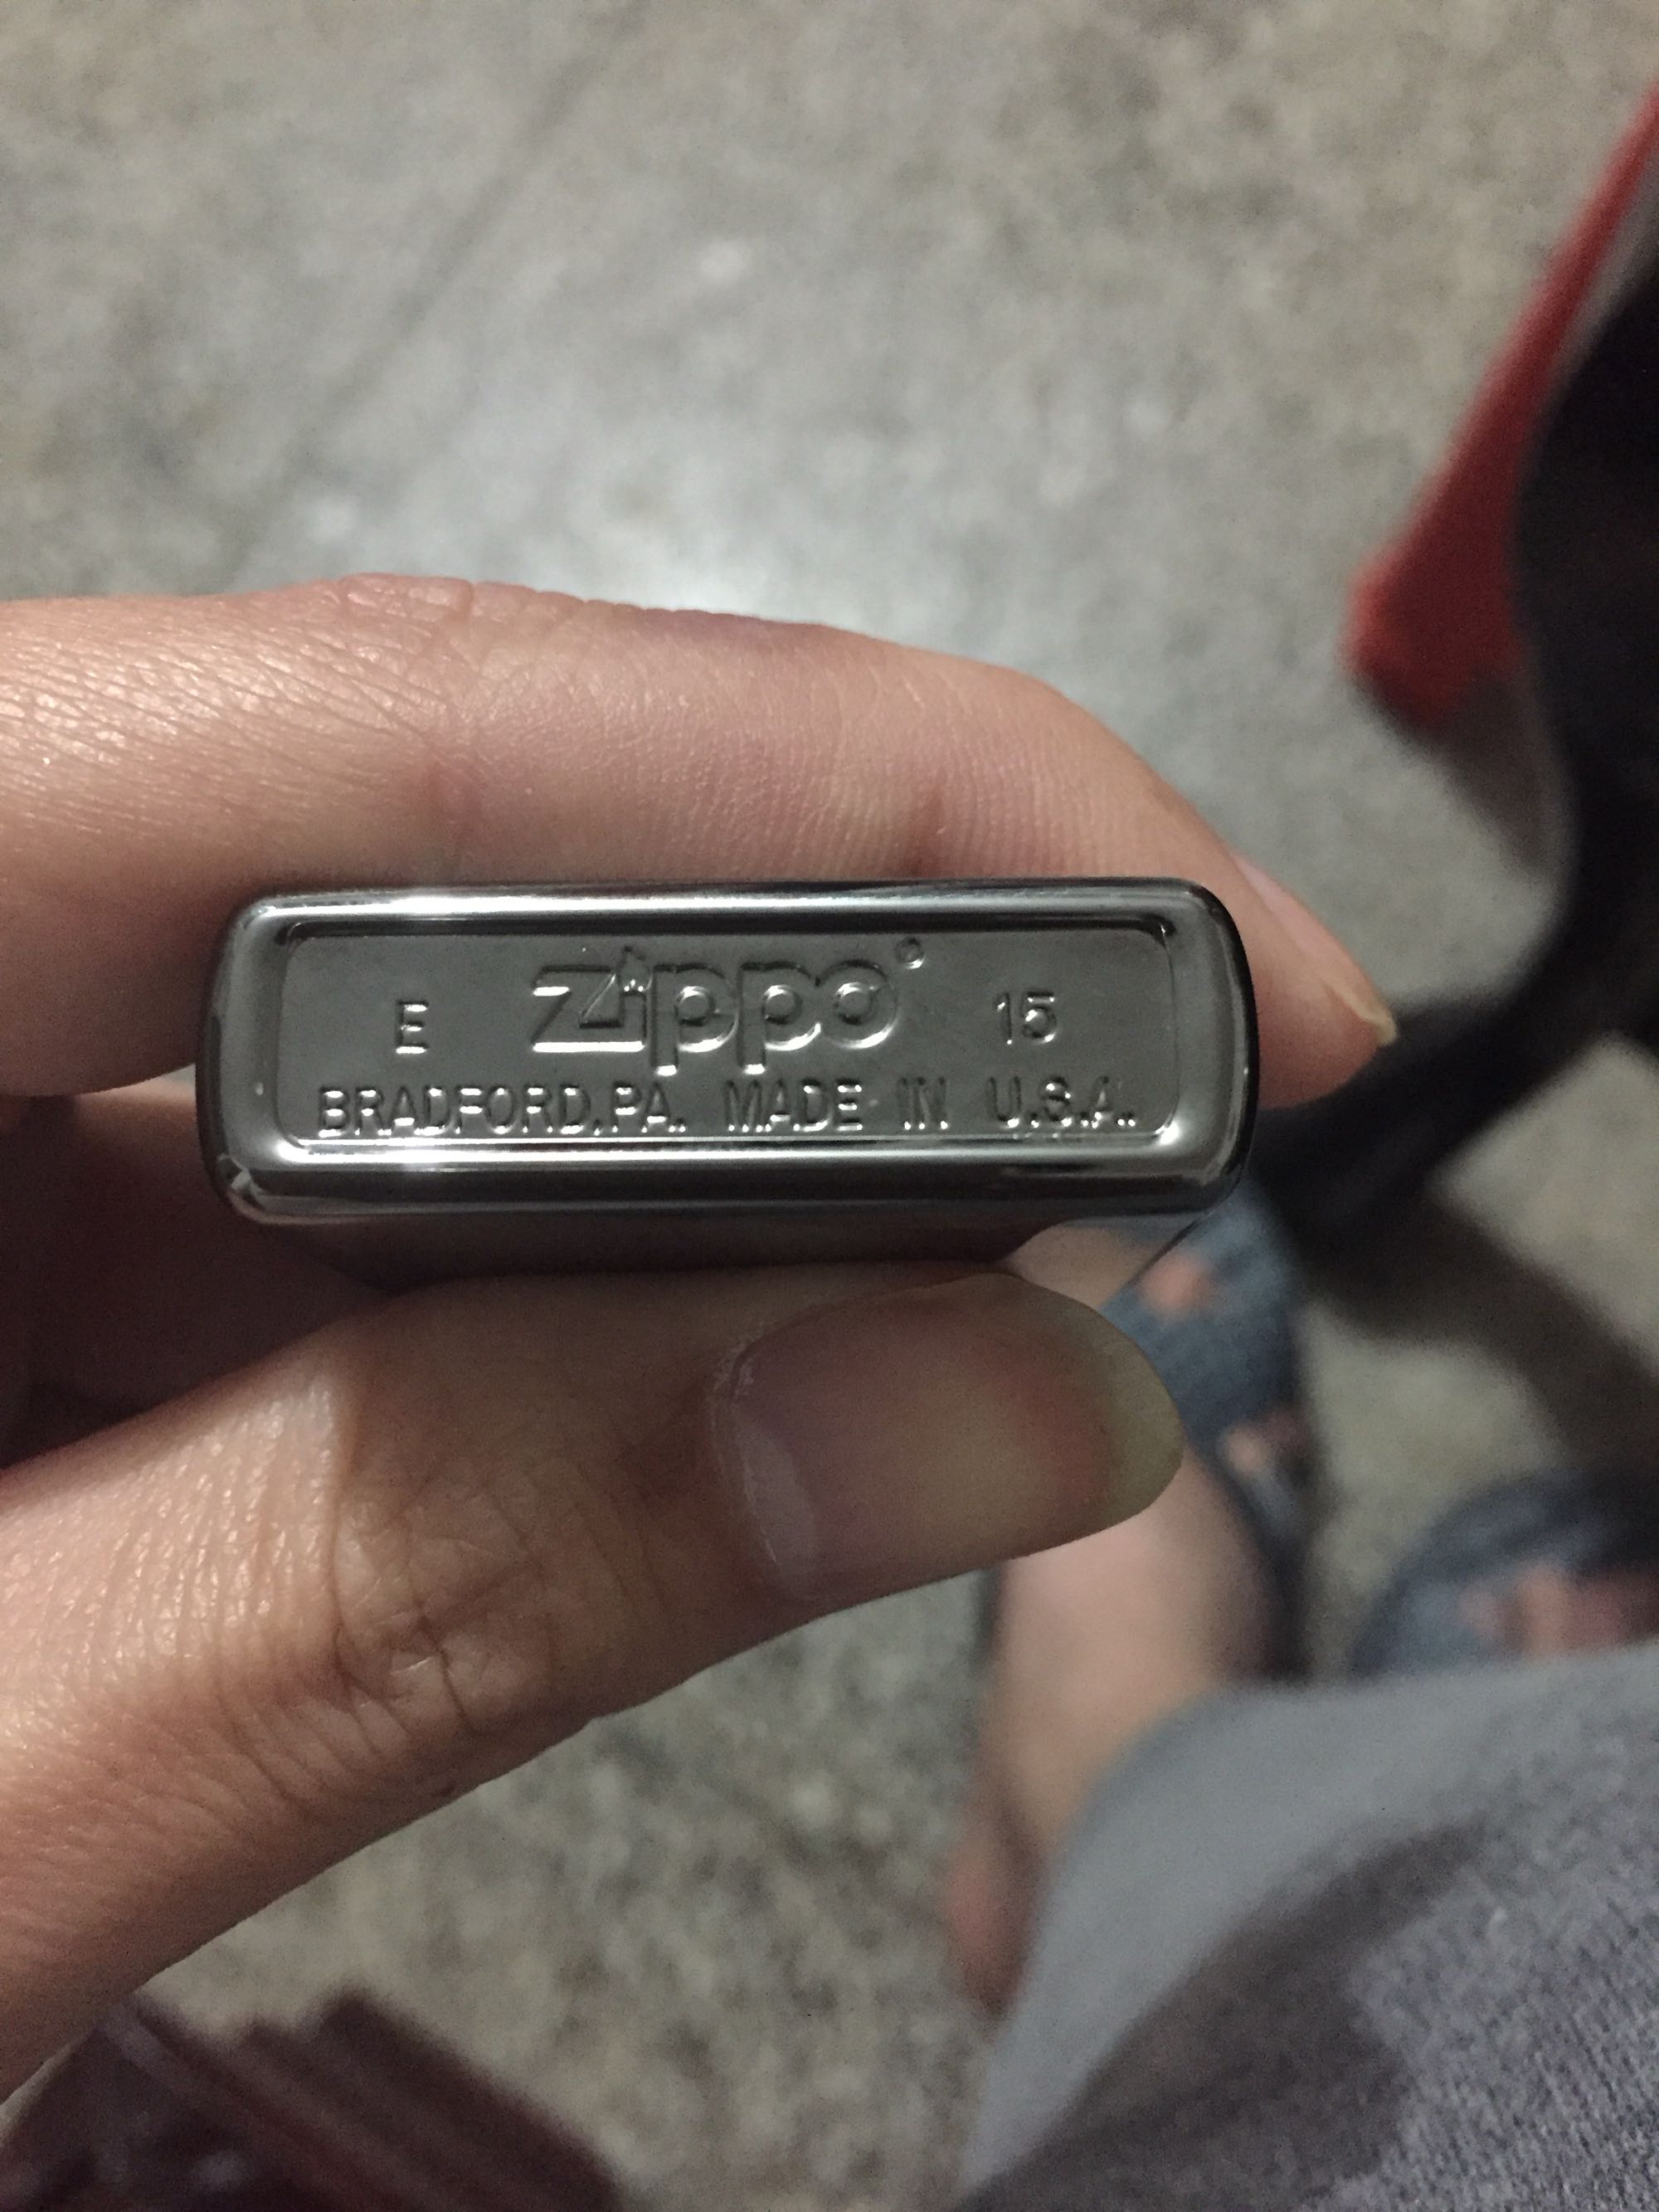 E zippo 15
BRADFORD, PA. MADE IN U.S.A.